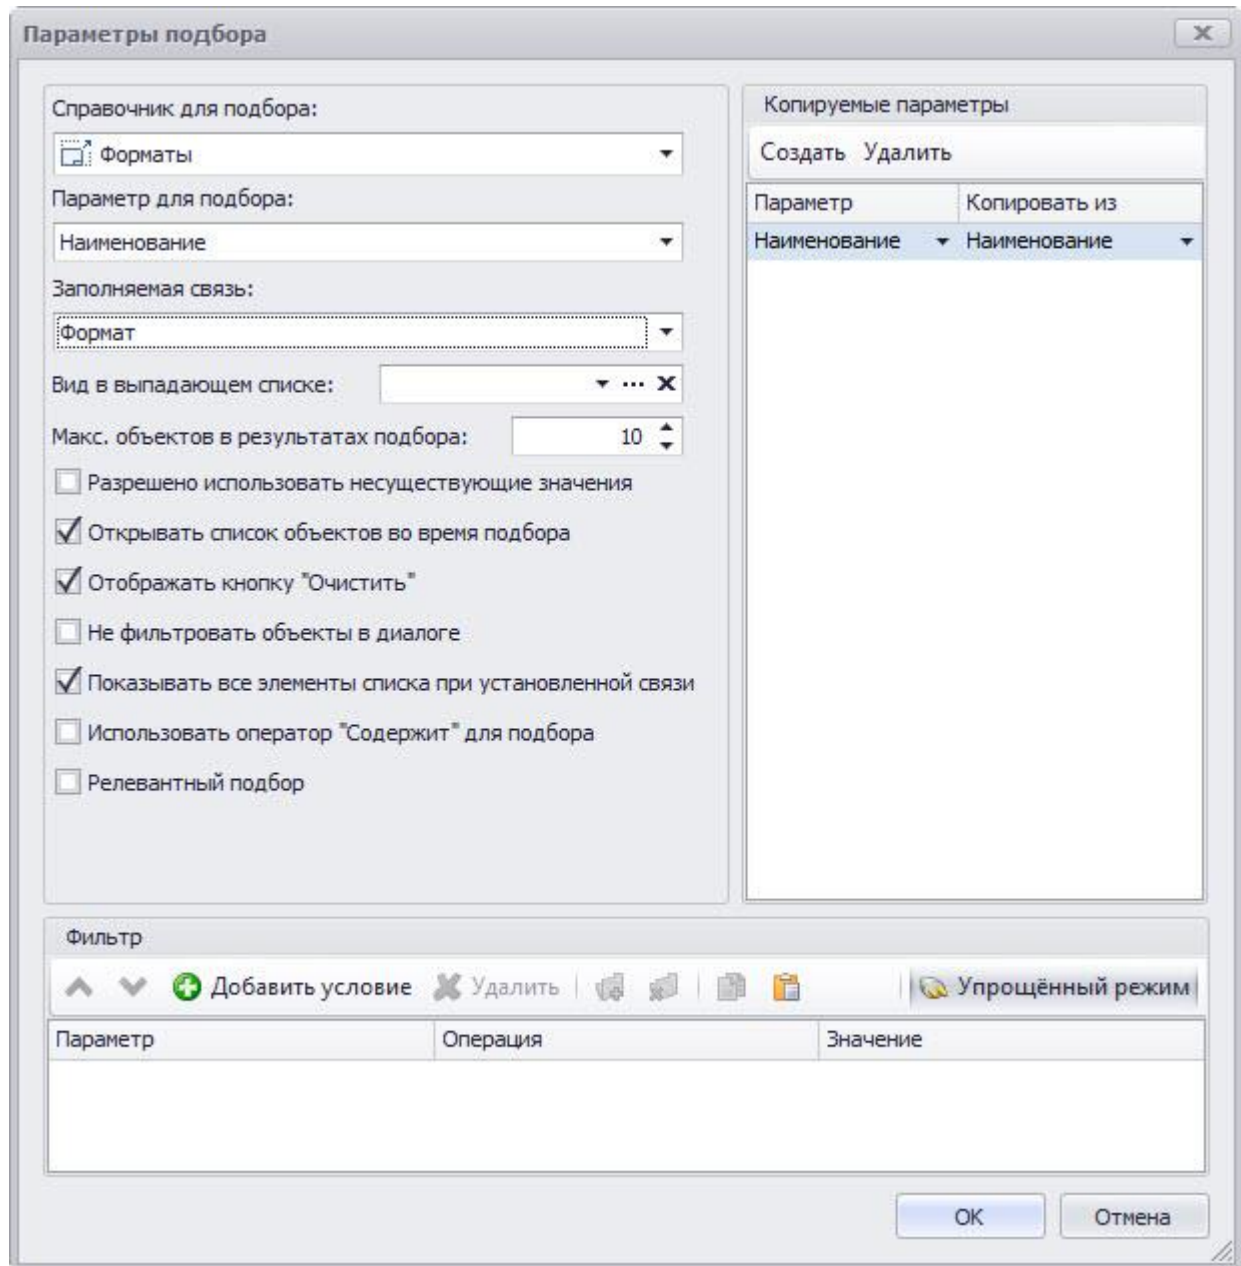 Параметры подбора
Справочник для подбора:
Форматы
Параметр для подбора:
Наименование
Заполняемая связь:
Формат
Вид в выпадающем списке:
Макс. объектов в результатах подбора: 10
Разрешено использовать несуществующие значения
Открывать список объектов во время подбора
Отображать кнопку "Очистить"
Не фильтровать объекты в диалоге
Показывать все элементы списка при установленной связи
Использовать оператор "Содержит" для подбора
Релевантный подбор
Копируемые параметры
Создать Удалить
Параметр Копировать из
Наименование Наименование
Фильтр
Добавить условие Удалить Упрощённый режим
Параметр Операция Значение
ОК Отмена